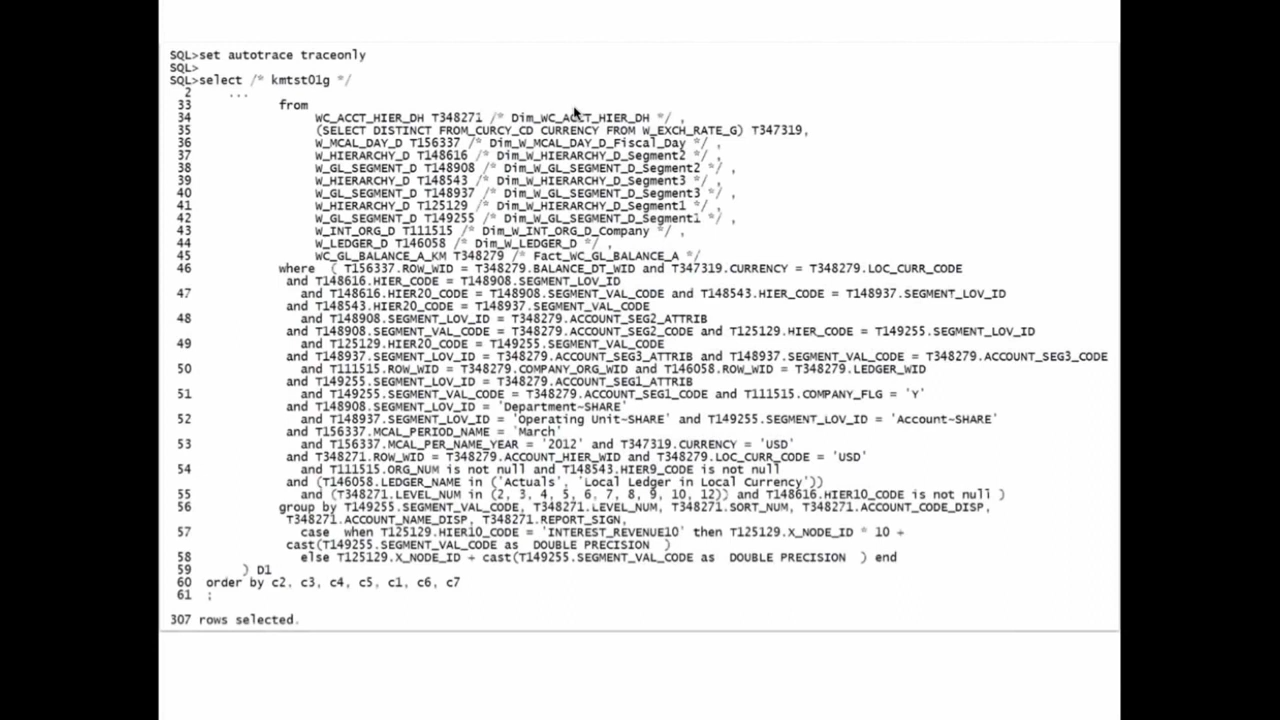 SQL>set autotrace traceonly
SQL>
SQL>select /* kmtst01g */
2 ...
33 from
34 WC_ACCT_HIER_DH T348271 /* Dim_WC_ACCT_HIER_DH */ ,
35 (SELECT DISTINCT FROM_CURCY_CD CURRENCY FROM W_EXCH_RATE_G) T347319,
36 W_MCAL_DAY_D T156337 /* Dim_W_MCAL_DAY_D_Fiscal_Day */ ,
37 W_HIERARCHY_D T148616 /* Dim_W_HIERARCHY_D_Segment2 */ ,
38 W_GL_SEGMENT_D T148908 /* Dim_W_GL_SEGMENT_D_Segment2 */ ,
39 W_HIERARCHY_D T148543 /* Dim_W_HIERARCHY_D_Segment3 */ ,
40 W_GL_SEGMENT_D T148937 /* Dim_W_GL_SEGMENT_D_Segment3 */ ,
41 W_HIERARCHY_D T125129 /* Dim_W_HIERARCHY_D_Segment1 */ ,
42 W_GL_SEGMENT_D T149255 /* Dim_W_GL_SEGMENT_D_Segment1 */ ,
43 W_INT_ORG_D T111515 /* Dim_W_INT_ORG_D_Company */ ,
44 W_LEDGER_D T146058 /* Dim_W_LEDGER_D */ ,
45 WC_GL_BALANCE_A_KM T348279 /* Fact_WC_GL_BALANCE_A */
46 where ( T156337.ROW_WID = T348279.BALANCE_DT_WID and T347319.CURRENCY = T348279.LOC_CURR_CODE
and T148616.HIER_CODE = T148908.SEGMENT_LOV_ID
47 and T148616.HIER20_CODE = T148908.SEGMENT_VAL_CODE and T148543.HIER_CODE = T148937.SEGMENT_LOV_ID
and T148543.HIER20_CODE = T148937.SEGMENT_VAL_CODE
48 and T148908.SEGMENT_LOV_ID = T348279.ACCOUNT_SEG2_ATTRIB
and T148908.SEGMENT_VAL_CODE = T348279.ACCOUNT_SEG2_CODE and T125129.HIER_CODE = T149255.SEGMENT_LOV_ID
49 and T125129.HIER20_CODE = T149255.SEGMENT_VAL_CODE
and T148937.SEGMENT_LOV_ID = T348279.ACCOUNT_SEG3_ATTRIB and T148937.SEGMENT_VAL_CODE = T348279.ACCOUNT_SEG3_CODE
50 and T111515.ROW_WID = T348279.COMPANY_ORG_WID and T146058.ROW_WID = T348279.LEDGER_WID
and T149255.SEGMENT_LOV_ID = T348279.ACCOUNT_SEG1_ATTRIB
51 and T149255.SEGMENT_VAL_CODE = T348279.ACCOUNT_SEG1_CODE and T111515.COMPANY_FLG = 'Y'
and T148908.SEGMENT_LOV_ID = 'Department~SHARE'
52 and T148937.SEGMENT_LOV_ID = 'Operating Unit~SHARE' and T149255.SEGMENT_LOV_ID = 'Account~SHARE'
and T156337.MCAL_PERIOD_NAME = 'March'
53 and T156337.MCAL_PER_NAME_YEAR = '2012' and T347319.CURRENCY = 'USD'
and T348271.ROW_WID = T348279.ACCOUNT_HIER_WID and T348279.LOC_CURR_CODE = 'USD'
54 and T111515.ORG_NUM is not null and T148543.HIER9_CODE is not null
and (T146058.LEDGER_NAME in ('Actuals', 'Local Ledger in Local Currency'))
55 and (T348271.LEVEL_NUM in (2, 3, 4, 5, 6, 7, 8, 9, 10, 12)) and T148616.HIER10_CODE is not null )
56 group by T149255.SEGMENT_VAL_CODE, T348271.LEVEL_NUM, T348271.SORT_NUM, T348271.ACCOUNT_CODE_DISP,
T348271.ACCOUNT_NAME_DISP, T348271.REPORT_SIGN,
57 case when T125129.HIER10_CODE = 'INTEREST_REVENUE10' then T125129.X_NODE_ID * 10 +
cast(T149255.SEGMENT_VAL_CODE as DOUBLE PRECISION )
58 else T125129.X_NODE_ID + cast(T149255.SEGMENT_VAL_CODE as DOUBLE PRECISION ) end
59 ) D1
60 order by c2, c3, c4, c5, c1, c6, c7
61 ;
307 rows selected.